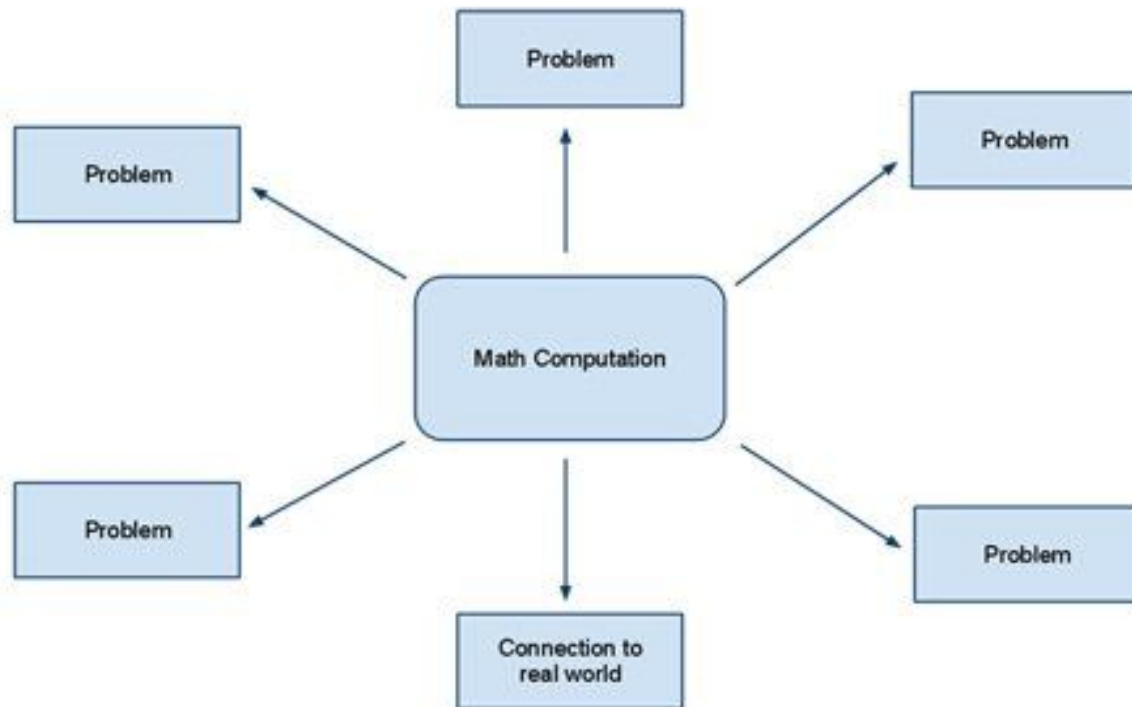 Problem
Problem
Problem
Math Computation
Problem
Problem
Connection to
real world